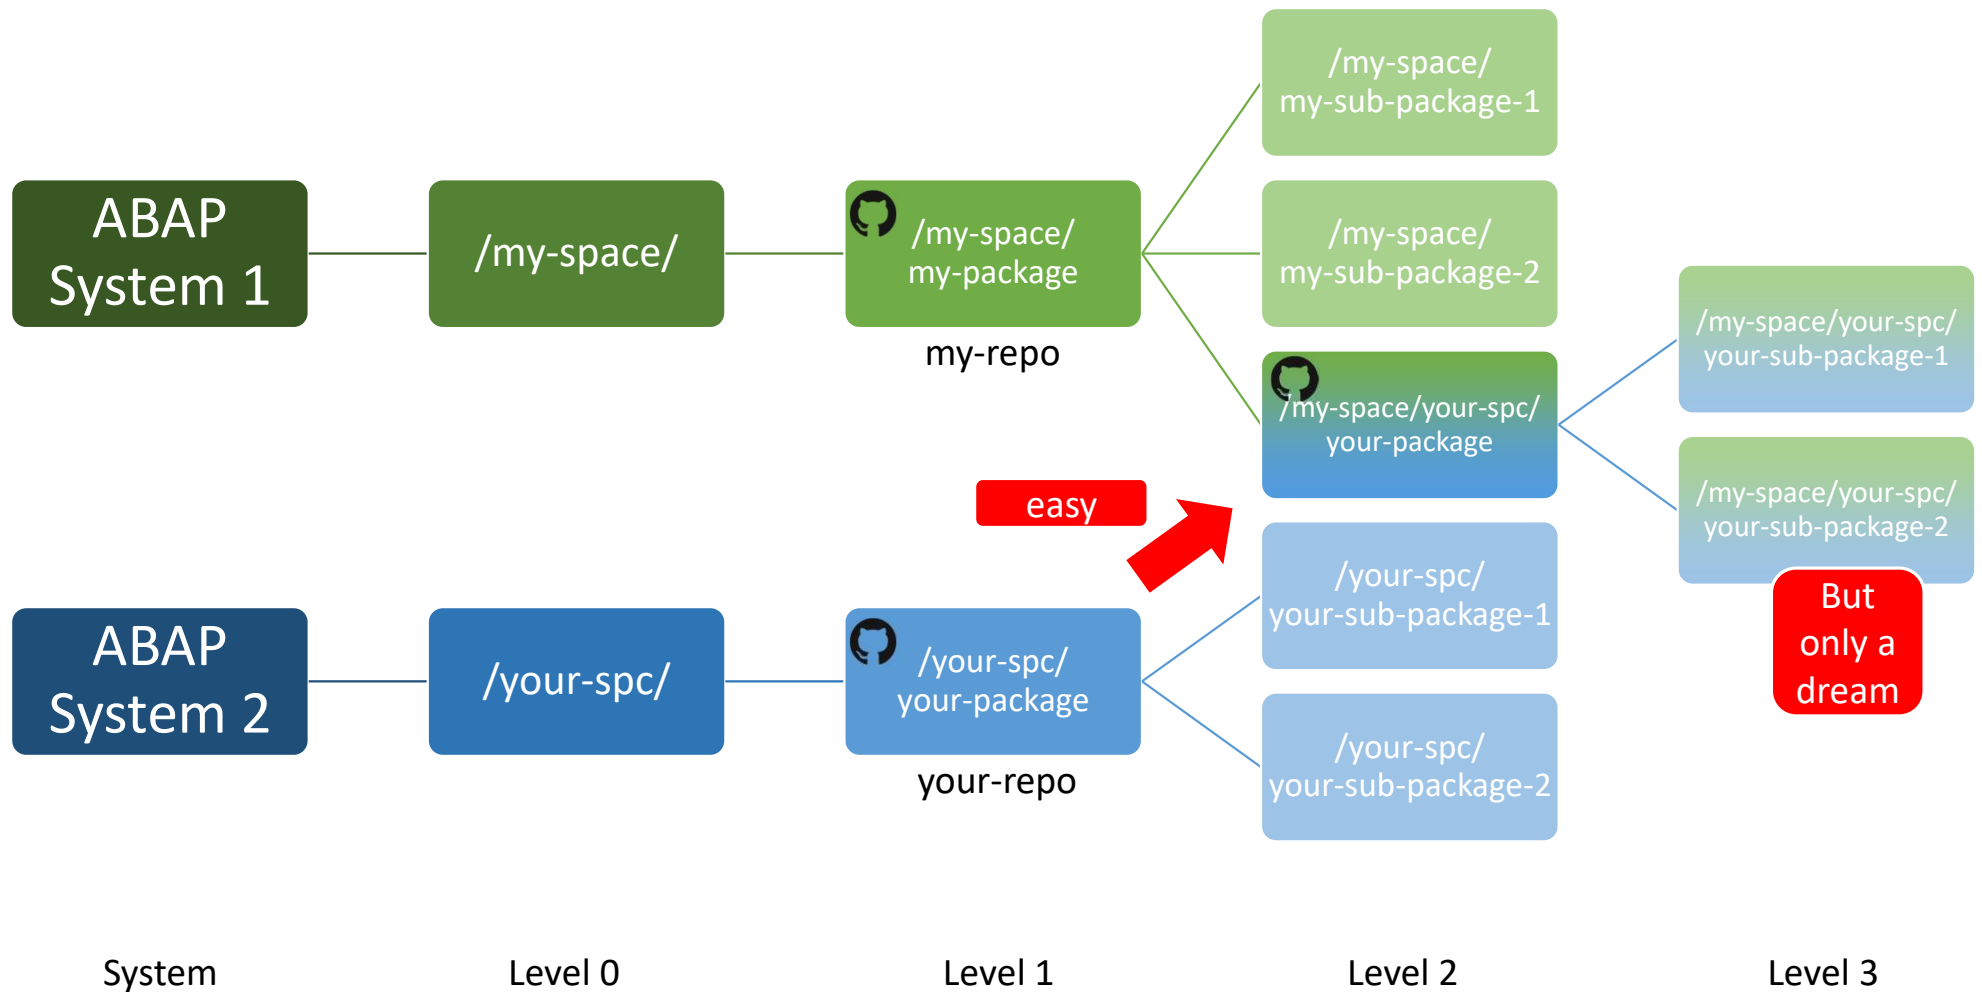 ABAP
System 1
/my-space/
/my-space/
my-package
my-repo
/my-space/
my-sub-package-1
/my-space/
my-sub-package-2
/my-space/your-spc/
your-package
/my-space/your-spc/
your-sub-package-1
/my-space/your-spc/
your-sub-package-2
But
only a
dream
easy
ABAP
System 2
/your-spc/
/your-spc/
your-package
your-repo
/your-spc/
your-sub-package-1
/your-spc/
your-sub-package-2
System
Level 0
Level 1
Level 2
Level 3